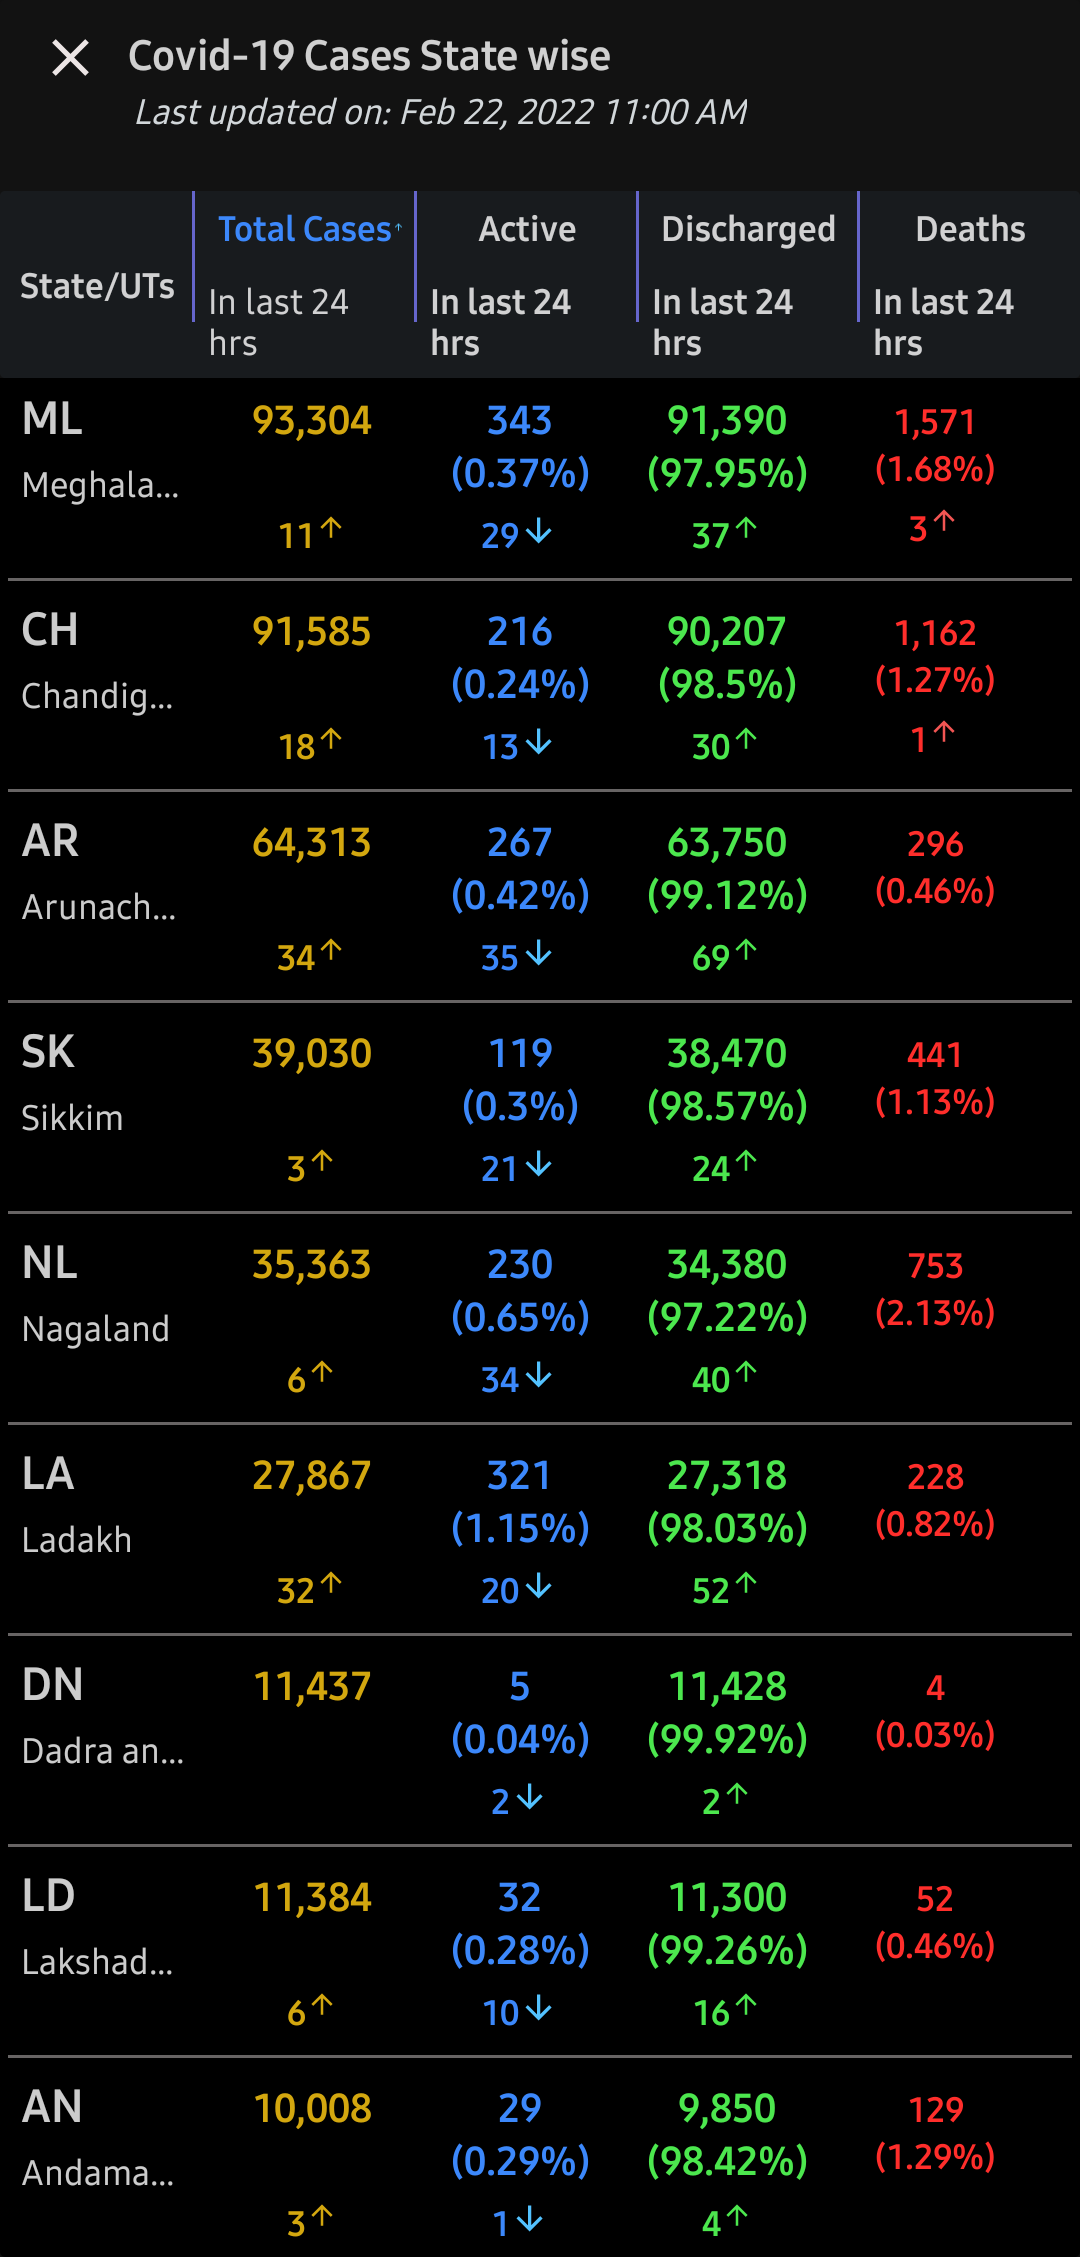 Covid-19 Cases State wise
Last updated on: Feb 22, 2022 11:00 AM
State/UTs
Total Cases↑ Active Discharged Deaths
In last 24 hrs In last 24 hrs In last 24 hrs In last 24 hrs
ML 93,304 343 91,390 1,571
Meghala... (0.37%) (97.95%) (1.68%)
11↑ 29↓ 37↑ 3↑
CH 91,585 216 90,207 1,162
Chandig... (0.24%) (98.5%) (1.27%)
18↑ 13↓ 30↑ 1↑
AR 64,313 267 63,750 296
Arunach... (0.42%) (99.12%) (0.46%)
34↑ 35↓ 69↑
SK 39,030 119 38,470 441
Sikkim (0.3%) (98.57%) (1.13%)
3↑ 21↓ 24↑
NL 35,363 230 34,380 753
Nagaland (0.65%) (97.22%) (2.13%)
6↑ 34↓ 40↑
LA 27,867 321 27,318 228
Ladakh (1.15%) (98.03%) (0.82%)
32↑ 20↓ 52↑
DN 11,437 5 11,428 4
Dadra an... (0.04%) (99.92%) (0.03%)
2↓ 2↑
LD 11,384 32 11,300 52
Lakshad... (0.28%) (99.26%) (0.46%)
6↑ 10↓ 16↑
AN 10,008 29 9,850 129
Andama... (0.29%) (98.42%) (1.29%)
3↑ 1↓ 4↑